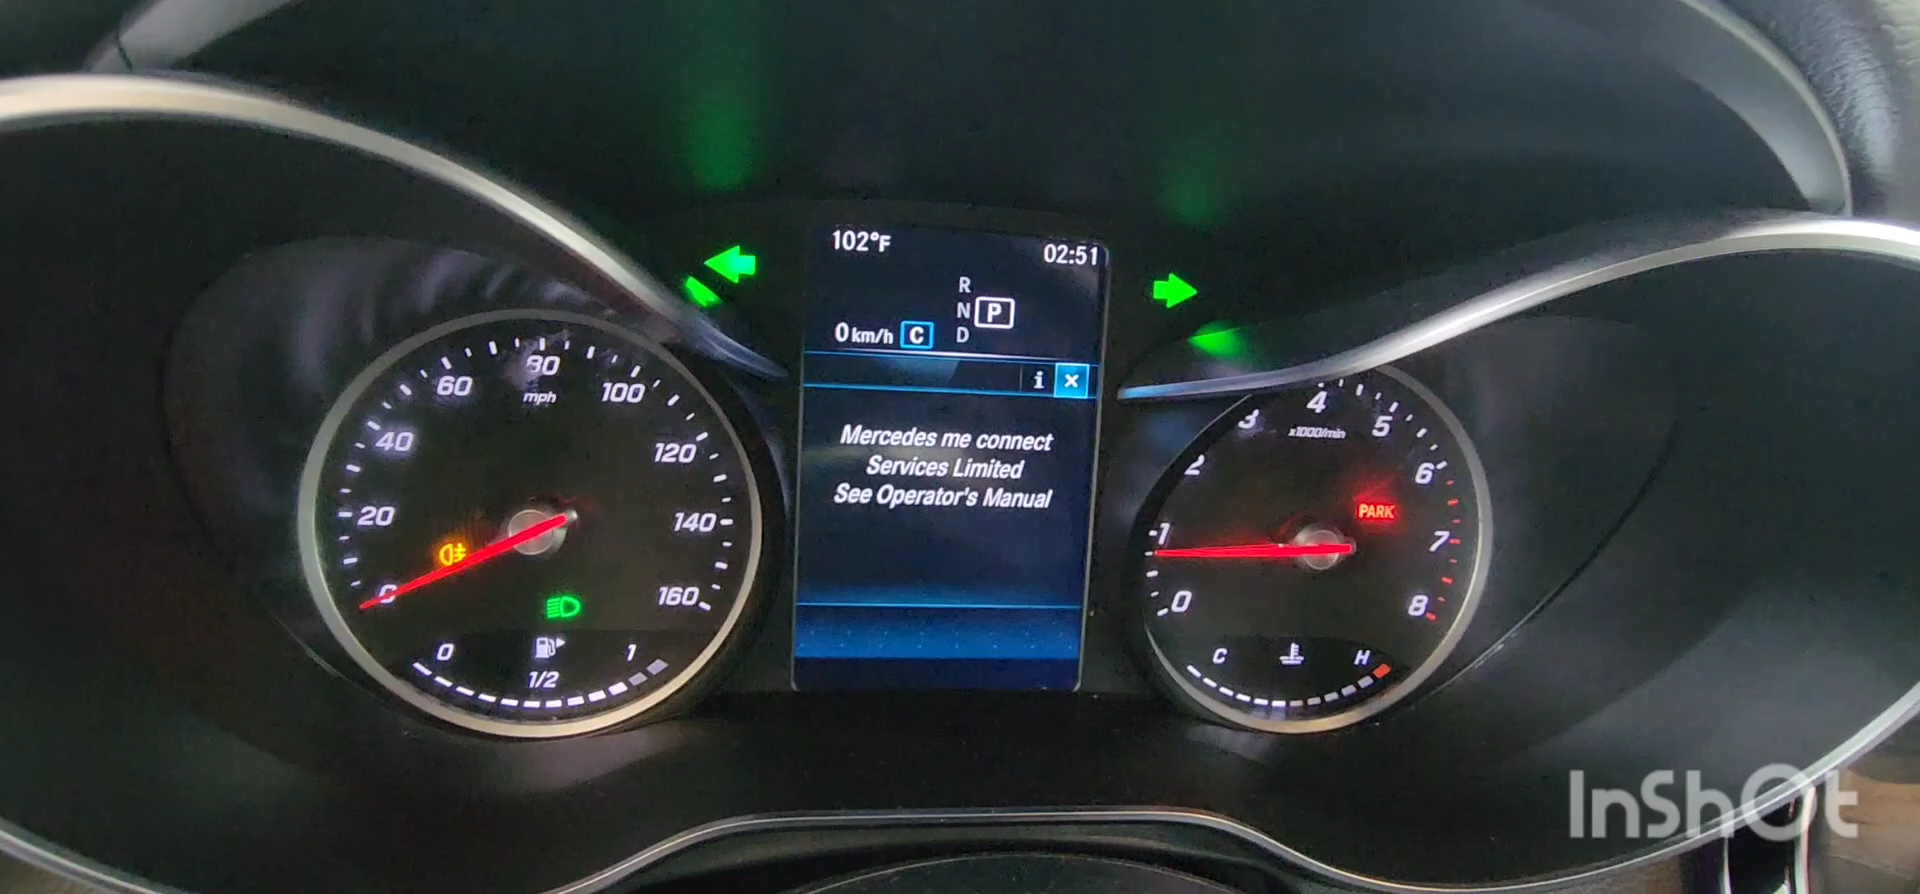 102°F 02:51
R
N P
D
0 km/h C
i ×
Mercedes me connect
Services Limited
See Operator's Manual
0 20 40 60 80 100 120 140 160
mph
0 1/2 1
0 1 2 3 4 5 6 7 8
x1000/min
PARK
C H
InShOt